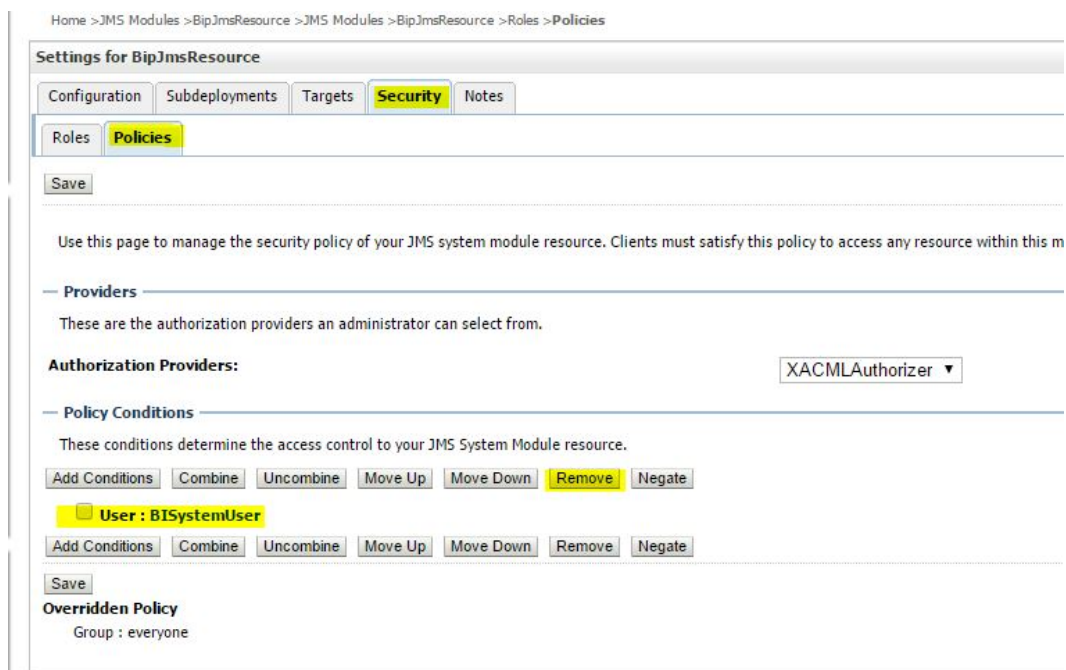 Home >JMS Modules >BipJmsResource >JMS Modules >BipJmsResource >Roles >Policies
Settings for BipJmsResource
Configuration Subdeployments Targets Security Notes
Roles Policies
Save
Use this page to manage the security policy of your JMS system module resource. Clients must satisfy this policy to access any resource within this m
Providers
These are the authorization providers an administrator can select from.
Authorization Providers: XACMLAuthorizer
Policy Conditions
These conditions determine the access control to your JMS System Module resource.
Add Conditions Combine Uncombine Move Up Move Down Remove Negate
User : BISystemUser
Add Conditions Combine Uncombine Move Up Move Down Remove Negate
Save
Overridden Policy
Group : everyone